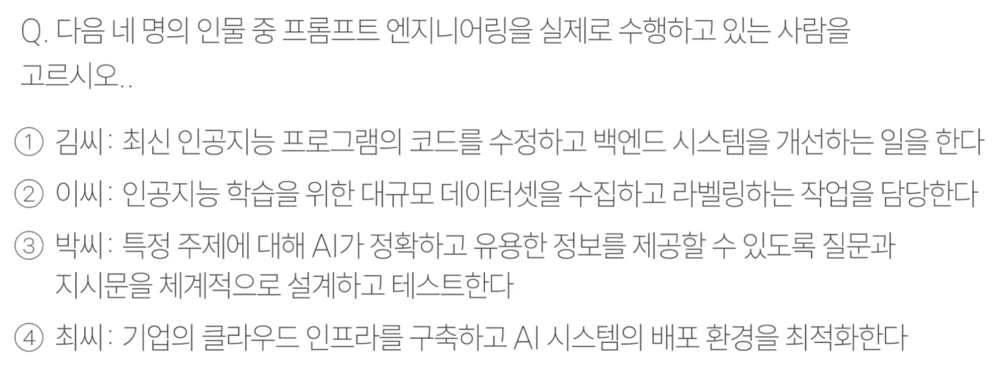 Q. 다음 네 명의 인물 중 프롬프트 엔지니어링을 실제로 수행하고 있는 사람을
고르시오..
① 김씨: 최신 인공지능 프로그램의 코드를 수정하고 백엔드 시스템을 개선하는 일을 한다
② 이씨: 인공지능 학습을 위한 대규모 데이터셋을 수집하고 라벨링하는 작업을 담당한다
③ 박씨: 특정 주제에 대해 AI가 정확하고 유용한 정보를 제공할 수 있도록 질문과
지시문을 체계적으로 설계하고 테스트한다
④ 최씨: 기업의 클라우드 인프라를 구축하고 AI 시스템의 배포 환경을 최적화한다